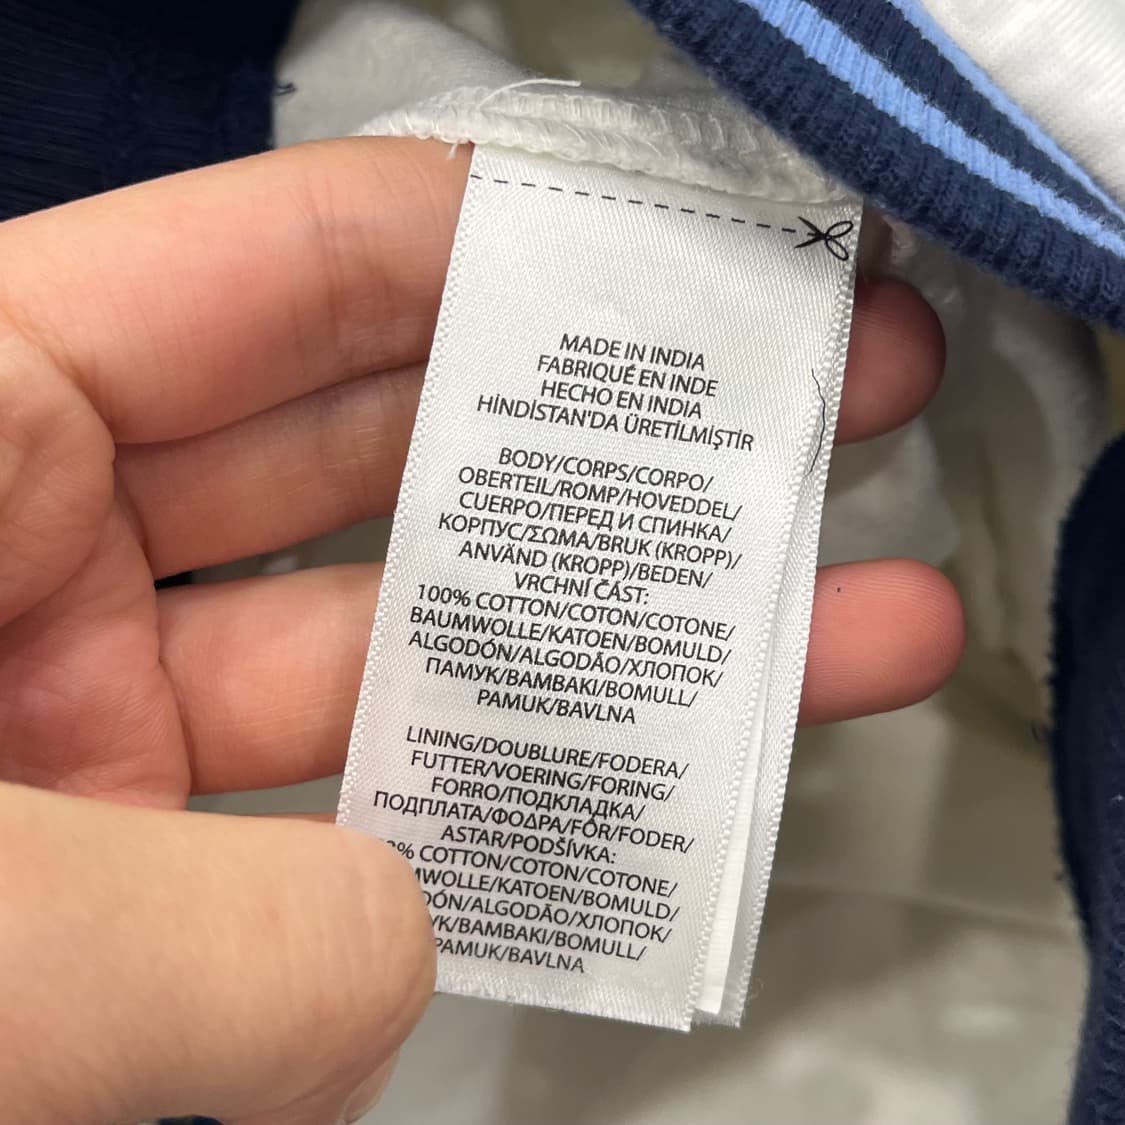 MADE IN INDIA
FABRIQUÉ EN INDE
HECHO EN INDIA
HİNDİSTAN'DA ÜRETİLMİŞTİR
BODY/CORPS/CORPO/
OBERTEIL/ROMP/HOVEDDEL/
CUERPO/ПЕРЕД И СПИНКА/
КОРПУС/ΣΩΜΑ/BRUK (KROPP)/
ANVÄND (KROPP)/BEDEN/
VRCHNÍ ČÁST:
100% COTTON/COTON/COTONE/
BAUMWOLLE/KATOEN/BOMULD/
ALGODÓN/ALGODÃO/ХЛОПОК/
ПАМУК/BAMBAKI/BOMULL/
PAMUK/BAVLNA
LINING/DOUBLURE/FODERA/
FUTTER/VOERING/FORING/
FORRO/ПОДКЛАДКА/
ПОДПЛАТА/ΦΟΔΡΑ/FÔR/FODER/
ASTAR/PODŠÍVKA:
COTTON/COTON/COTONE/
KATOEN/BOMULD/
ALGODÃO/ХЛОПОК/
BAMBAKI/BOMULL/
PAMUK/BAVLNA